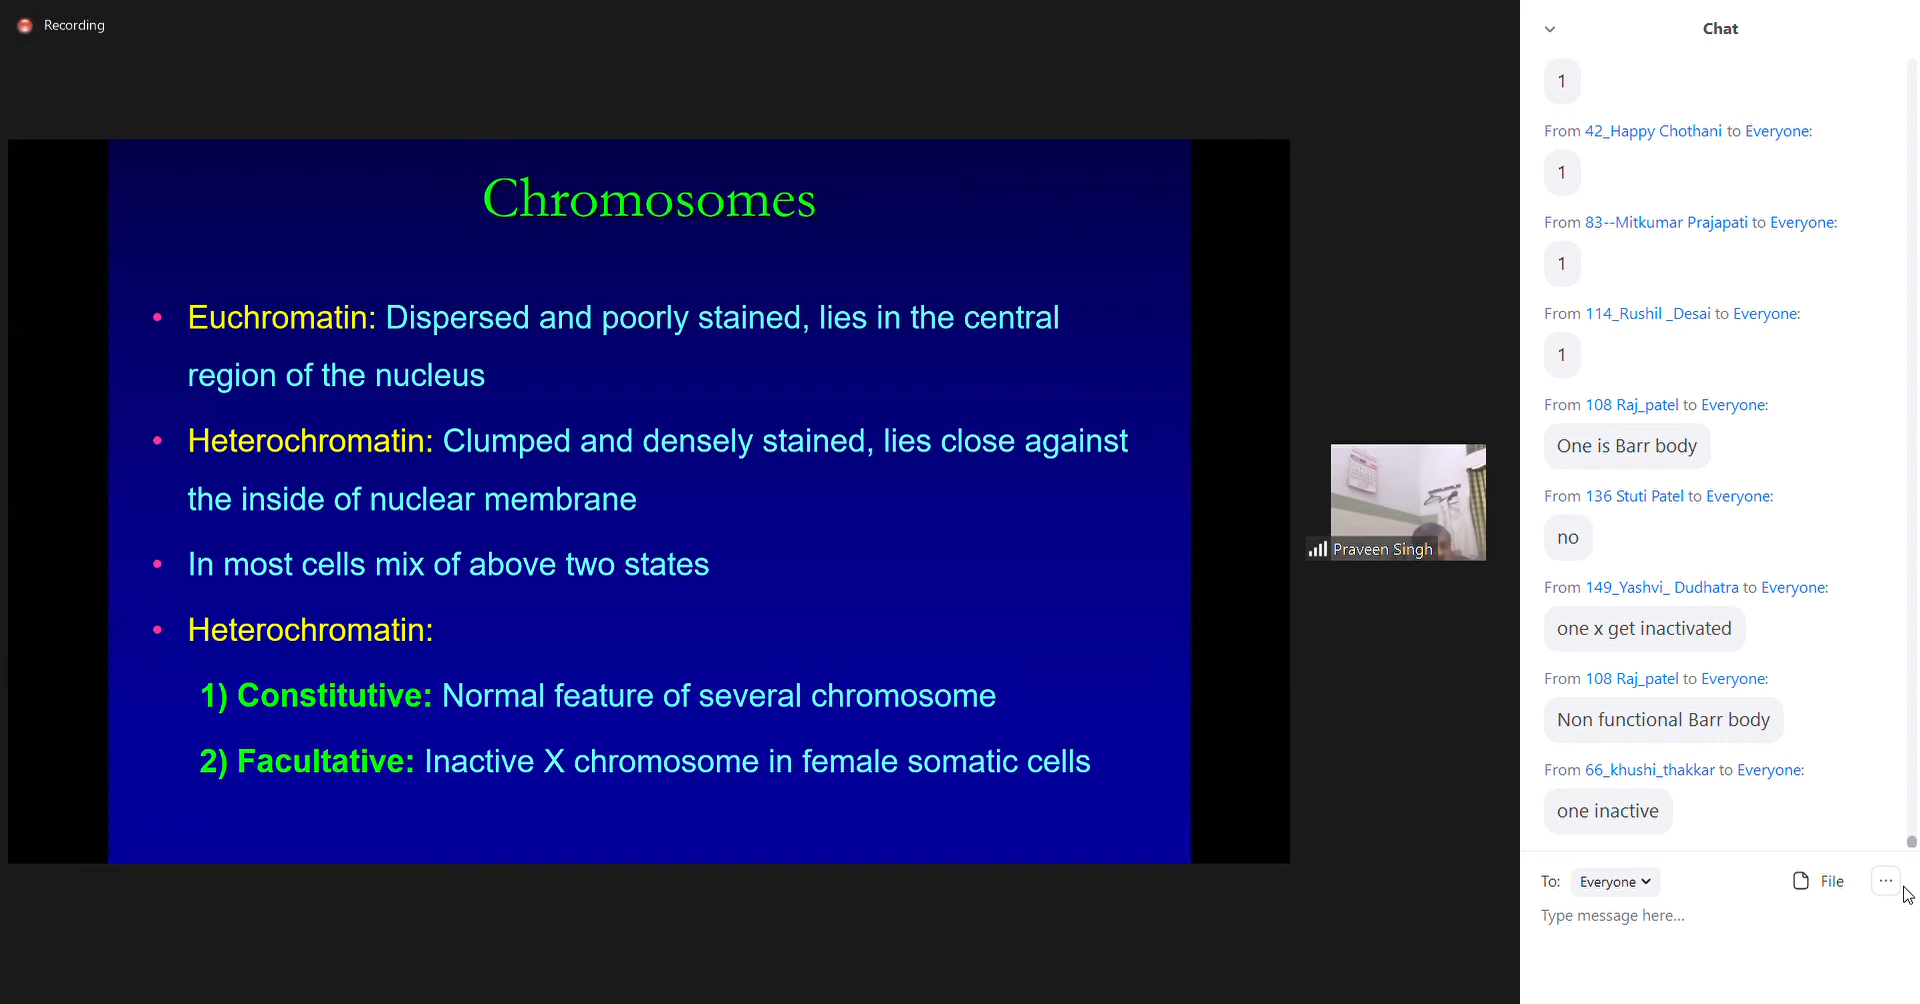 Recording
Chromosomes
• Euchromatin: Dispersed and poorly stained, lies in the central
region of the nucleus
• Heterochromatin: Clumped and densely stained, lies close against
the inside of nuclear membrane
• In most cells mix of above two states
• Heterochromatin:
1) Constitutive: Normal feature of several chromosome
2) Facultative: Inactive X chromosome in female somatic cells
Praveen Singh
Chat
1
From 42_Happy Chothani to Everyone:
1
From 83--Mitkumar Prajapati to Everyone:
1
From 114_Rushil _Desai to Everyone:
1
From 108 Raj_patel to Everyone:
One is Barr body
From 136 Stuti Patel to Everyone:
no
From 149_Yashvi_ Dudhatra to Everyone:
one x get inactivated
From 108 Raj_patel to Everyone:
Non functional Barr body
From 66_khushi_thakkar to Everyone:
one inactive
To: Everyone File ...
Type message here...